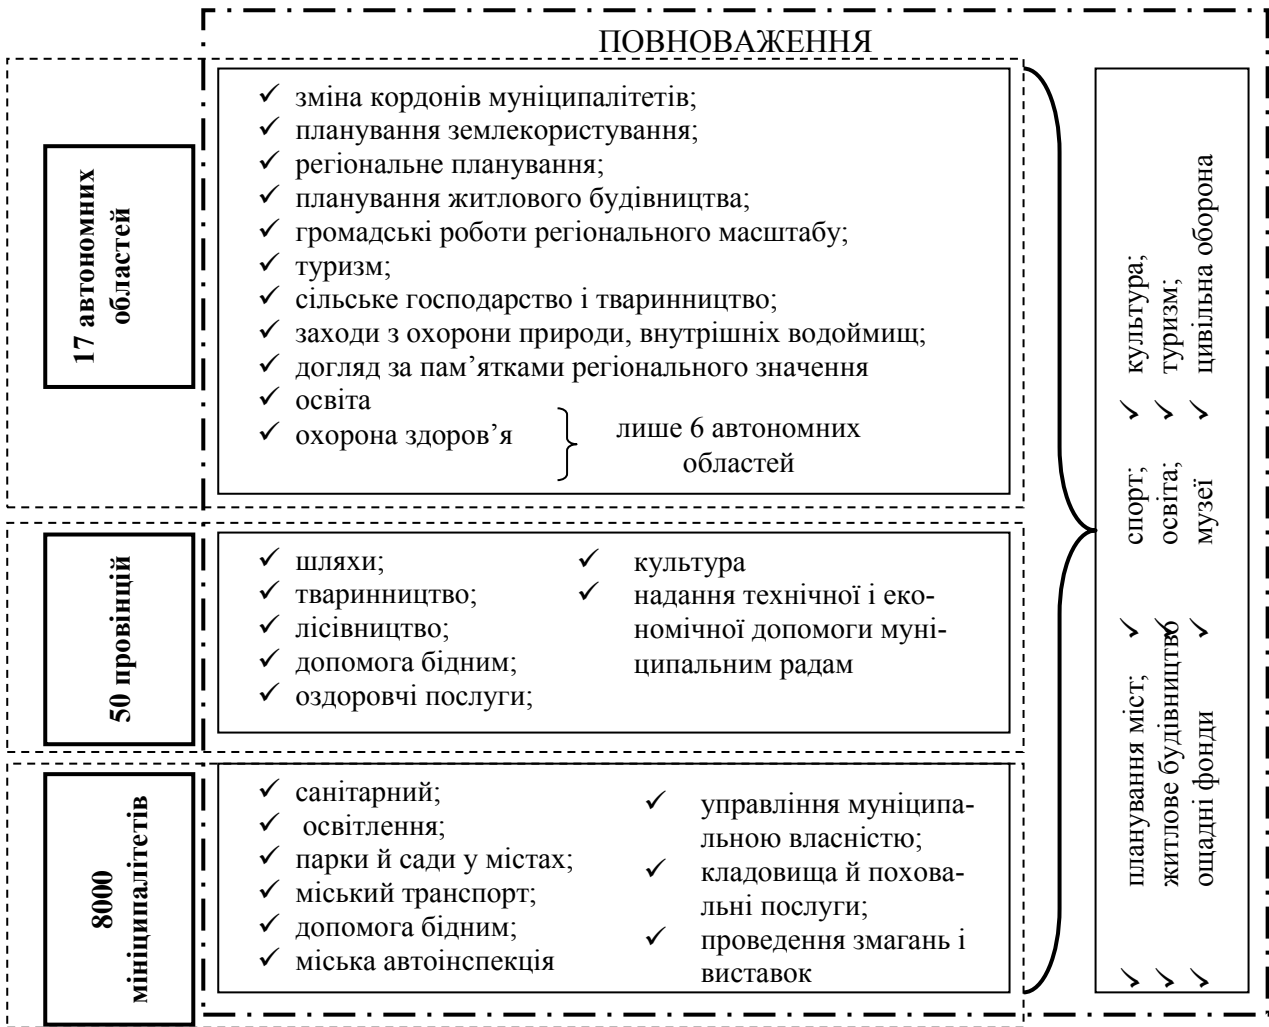 ПОВНОВАЖЕННЯ
17 автономних
областей
✓ зміна кордонів муніципалітетів;
✓ планування землекористування;
✓ регіональне планування;
✓ планування житлового будівництва;
✓ громадські роботи регіонального масштабу;
✓ туризм;
✓ сільське господарство і тваринництво;
✓ заходи з охорони природи, внутрішніх водоймищ;
✓ догляд за пам’ятками регіонального значення
✓ освіта
✓ охорона здоров’я
лише 6 автономних
областей
50 провінцій
✓ шляхи;
✓ тваринництво;
✓ лісівництво;
✓ допомога бідним;
✓ оздоровчі послуги;
✓ культура
✓ надання технічної і еко-
номічної допомоги муні-
ципальним радам
8000
мініципалітетів
✓ санітарний;
✓ освітлення;
✓ парки й сади у містах;
✓ міський транспорт;
✓ допомога бідним;
✓ міська автоінспекція
✓ управління муніципа-
льною власністю;
✓ кладовища й похова-
льні послуги;
✓ проведення змагань і
виставок
✓ планування міст;
✓ житлове будівництво
✓ ощадні фонди
✓ спорт;
✓ освіта;
✓ музеї
✓ культура;
✓ туризм;
✓ цивільна оборона